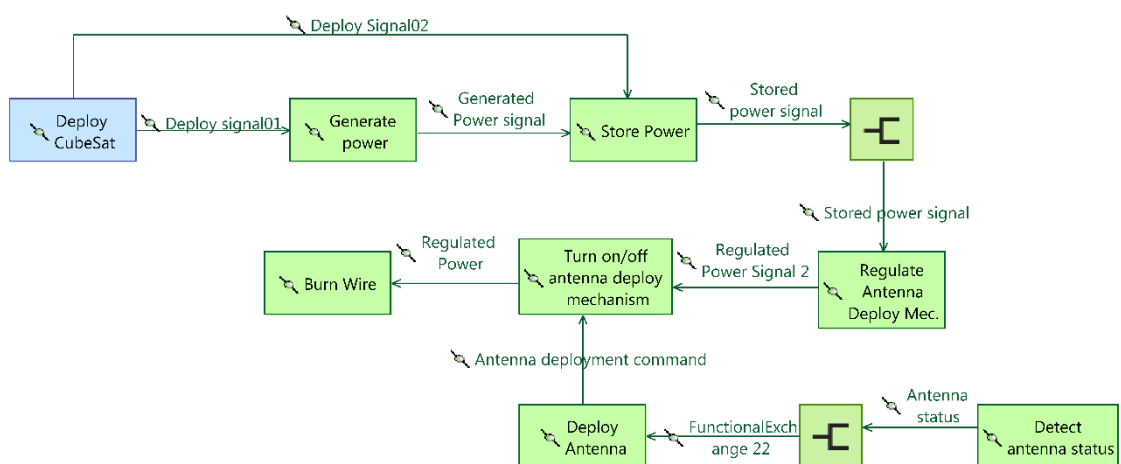 Deploy Signal02
Deploy
CubeSat
Deploy signal01
Generate
power
Generated
Power signal
Store Power
Stored
power signal
Stored power signal
Burn Wire
Regulated
Power
Turn on/off
antenna deploy
mechanism
Regulated
Power Signal 2
Regulate
Antenna
Deploy Mec.
Antenna deployment command
Deploy
Antenna
FunctionalExch
ange 22
Antenna
status
Detect
antenna status